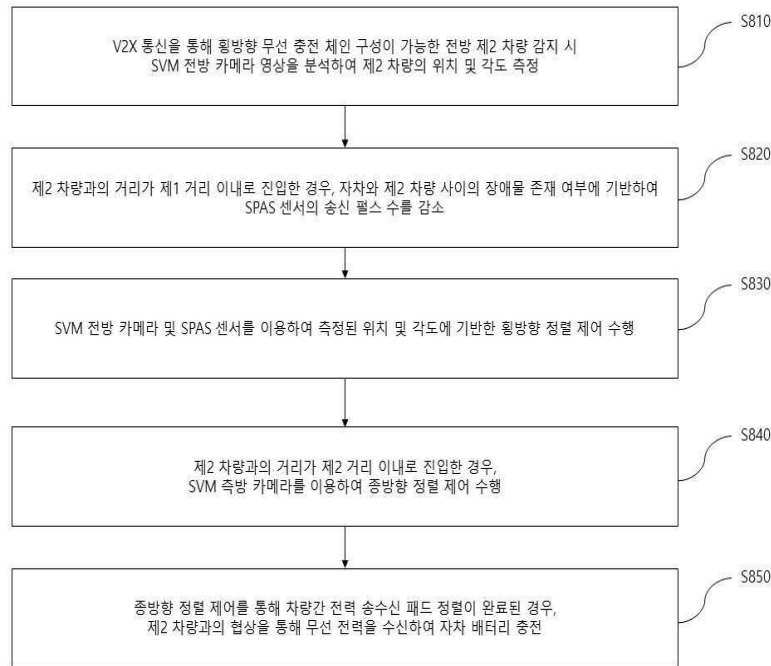 V2X 통신을 통해 횡방향 무선 충전 체인 구성이 가능한 전방 제2 차량 감지 시
SVM 전방 카메라 영상을 분석하여 제2 차량의 위치 및 각도 측정
S810
제2 차량과의 거리가 제1 거리 이내로 진입한 경우, 자차와 제2 차량 사이의 장애물 존재 여부에 기반하여
SPAS 센서의 송신 펄스 수를 감소
S820
SVM 전방 카메라 및 SPAS 센서를 이용하여 측정된 위치 및 각도에 기반한 횡방향 정렬 제어 수행
S830
제2 차량과의 거리가 제2 거리 이내로 진입한 경우,
SVM 측방 카메라를 이용하여 종방향 정렬 제어 수행
S840
종방향 정렬 제어를 통해 차량간 전력 송수신 패드 정렬이 완료된 경우,
제2 차량과의 협상을 통해 무선 전력을 수신하여 자차 배터리 충전
S850